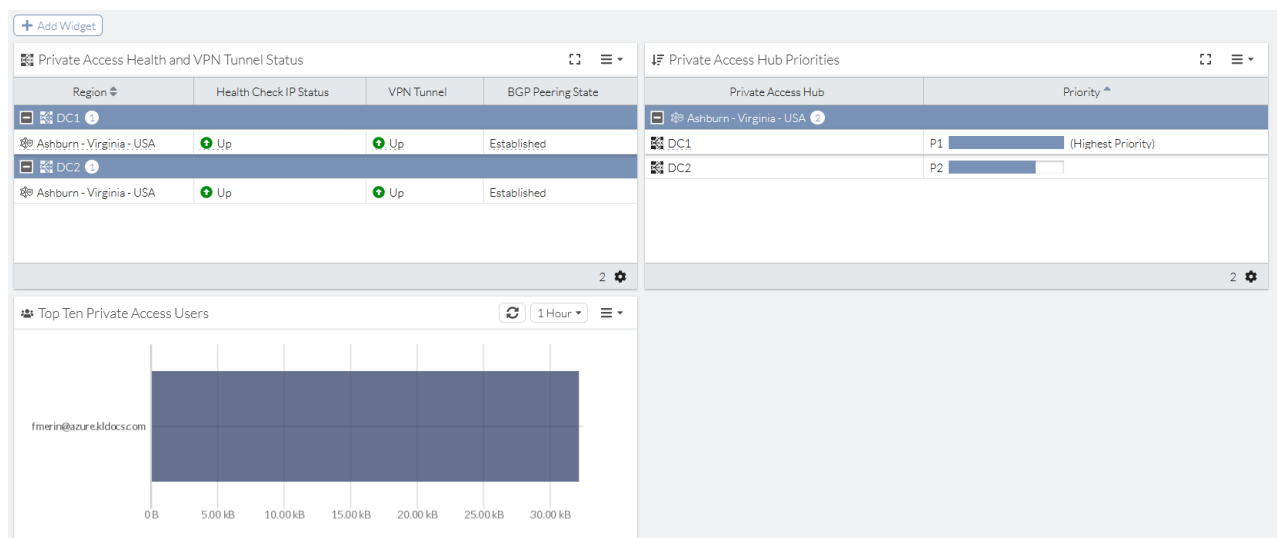 Add Widget
Private Access Health and VPN Tunnel Status
Region Health Check IP Status VPN Tunnel BGP Peering State
DC1 1
Ashburn - Virginia - USA Up Up Established
DC2 1
Ashburn - Virginia - USA Up Up Established
2
Private Access Hub Priorities
Private Access Hub Priority
Ashburn - Virginia - USA 2
DC1 P1 (Highest Priority)
DC2 P2
2
Top Ten Private Access Users
1 Hour
fmerin@azure.kldocs.com
0 B 5.00 kB 10.00 kB 15.00 kB 20.00 kB 25.00 kB 30.00 kB